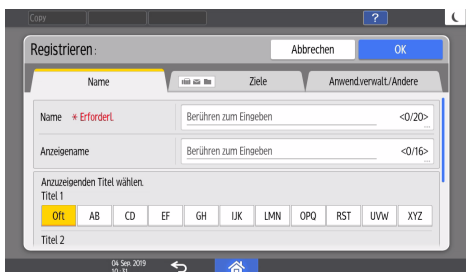 Copy
?
Registrieren:
Abbrechen
OK
Name
Ziele
Anwend.verwalt./Andere
Name * Erforderl.
Berühren zum Eingeben
<0/20>
...
Anzeigename
Berühren zum Eingeben
<0/16>
...
Anzuzeigenden Titel wählen.
Titel 1
Oft AB CD EF GH IJK LMN OPQ RST UVW XYZ
Titel 2
04 Sep. 2019
10:31